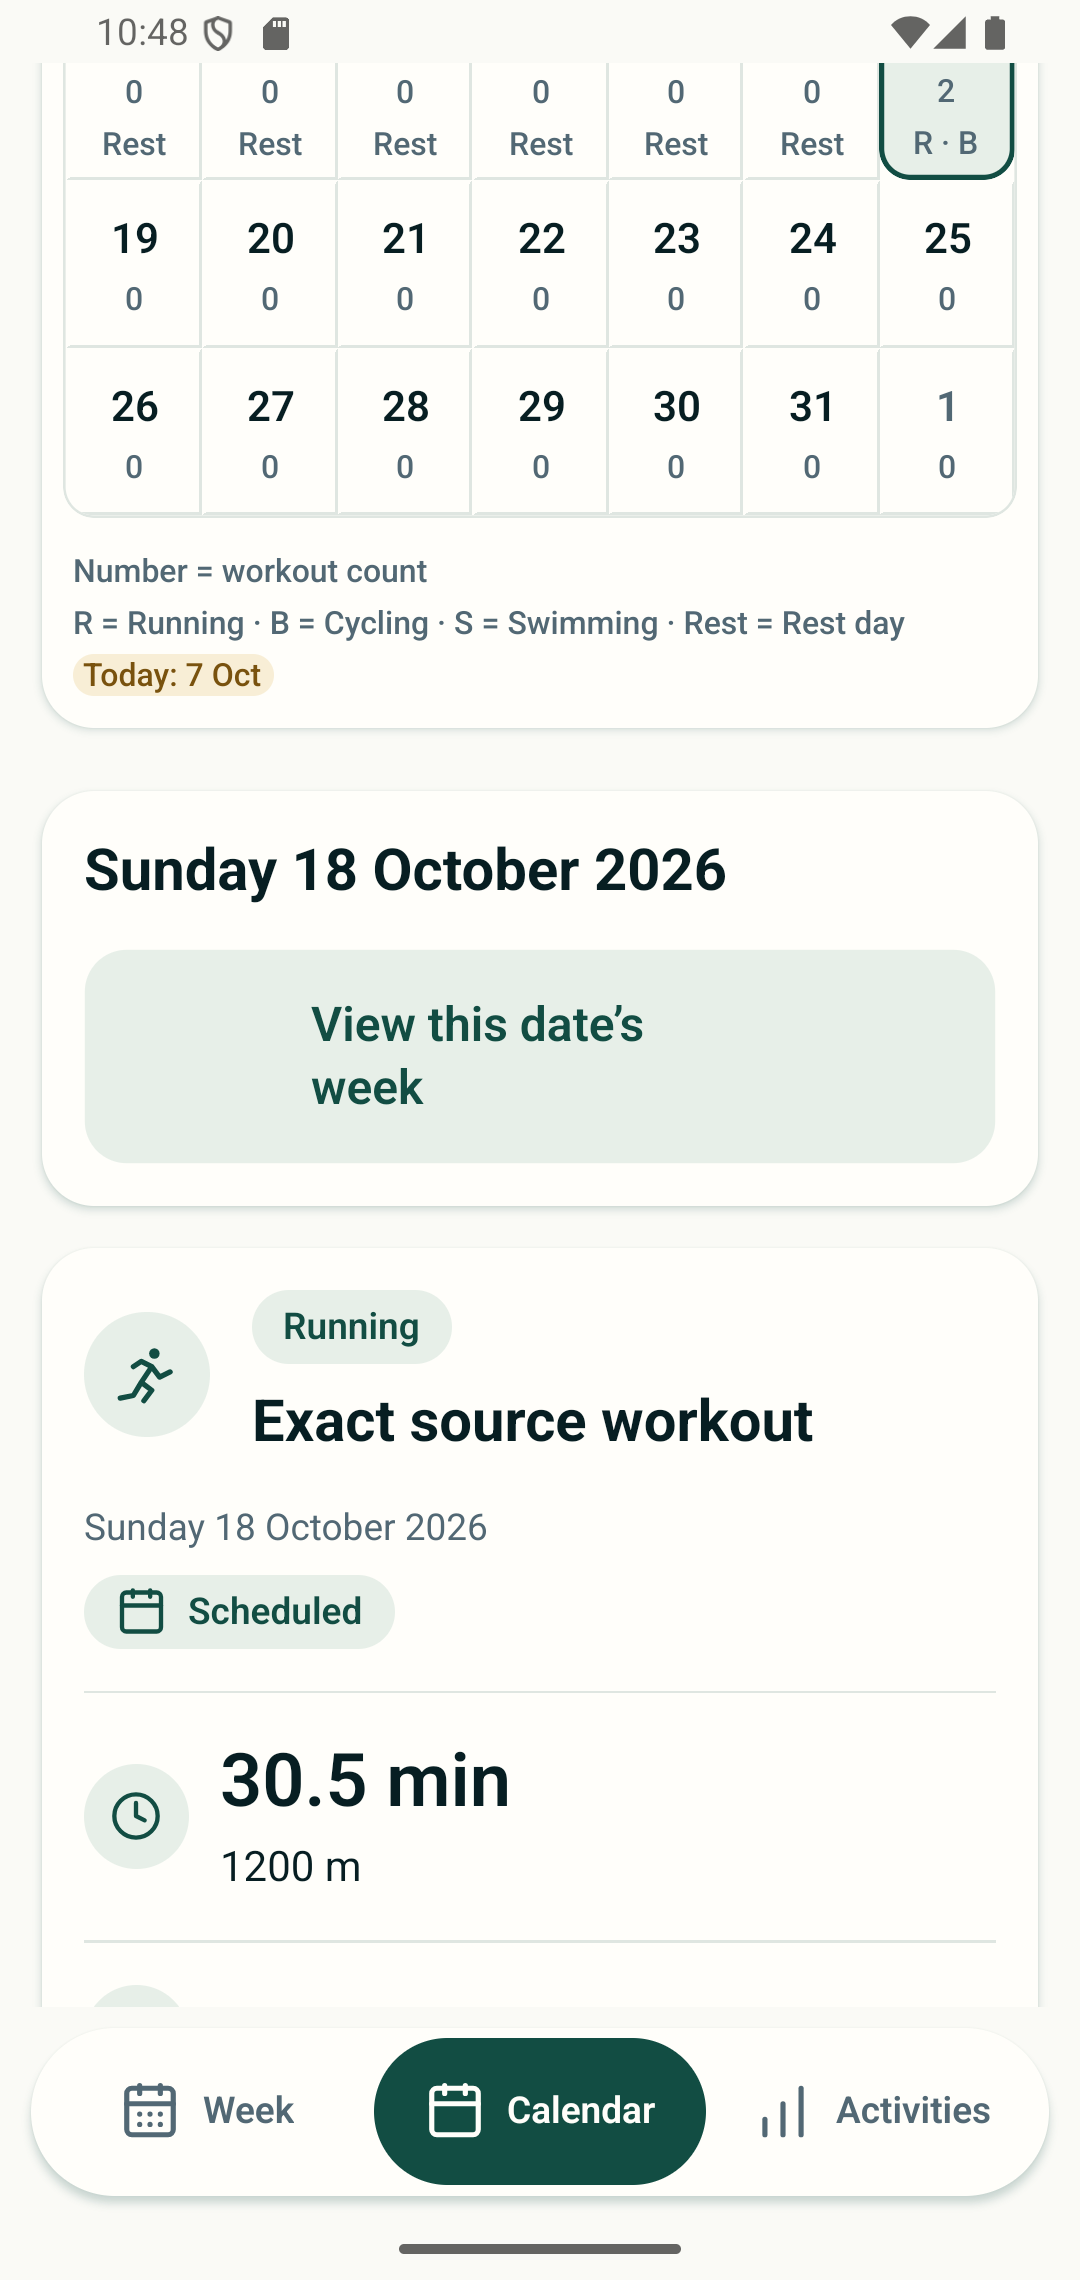 10:48
0 0 0 0 0 0 2
Rest Rest Rest Rest Rest Rest R · B
19 20 21 22 23 24 25
0 0 0 0 0 0 0
26 27 28 29 30 31 1
0 0 0 0 0 0 0
Number = workout count
R = Running · B = Cycling · S = Swimming · Rest = Rest day
Today: 7 Oct
Sunday 18 October 2026
View this date’s
week
Running
Exact source workout
Sunday 18 October 2026
Scheduled
30.5 min
1200 m
Week Calendar Activities